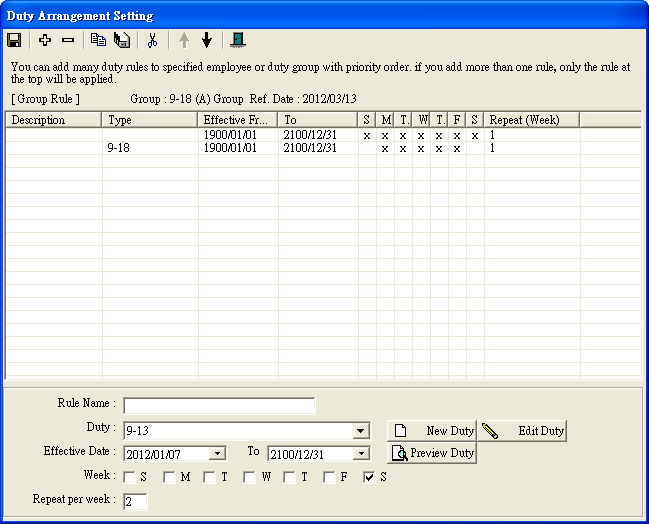 Duty Arrangement Setting
You can add many duty rules to specified employee or duty group with priority order. if you add more than one rule, only the rule at
the top will be applied.
[ Group Rule ] Group : 9-18 (A) Group Ref. Date : 2012/03/13
Description Type Effective Fr... To S M T. W T. F S Repeat (Week)
1900/01/01 2100/12/31 x x x x x x x 1
9-18 1900/01/01 2100/12/31 x x x x x 1
Rule Name :
Duty : 9-13 New Duty Edit Duty
Effective Date : 2012/01/07 To 2100/12/31 Preview Duty
Week : S M T W T F S
Repeat per week : 2